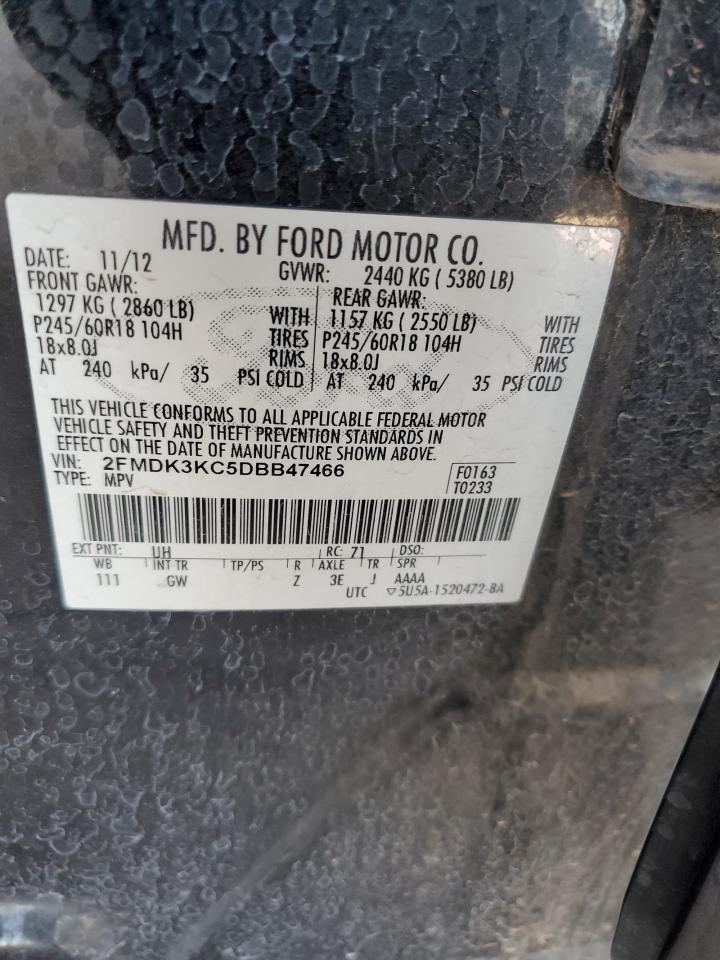 MFD. BY FORD MOTOR CO.
DATE: 11/12 GVWR: 2440 KG ( 5380 LB)
FRONT GAWR: REAR GAWR:
1297 KG ( 2860 LB) WITH 1157 KG ( 2550 LB) WITH
P245/60R18 104H TIRES P245/60R18 104H TIRES
18x8.0J RIMS 18x8.0J RIMS
AT 240 kPa/ 35 PSI COLD AT 240 kPa/ 35 PSI COLD
THIS VEHICLE CONFORMS TO ALL APPLICABLE FEDERAL MOTOR
VEHICLE SAFETY AND THEFT PREVENTION STANDARDS IN
EFFECT ON THE DATE OF MANUFACTURE SHOWN ABOVE.
VIN: 2FMDK3KC5DBB47466 F0163
TYPE: MPV T0233
EXT PNT: UH RC: 71 DSO:
WB INT TR TP/PS R AXLE TR SPR
111 GW Z 3E J AAAA
UTC ▽5U5A-1520472-BA